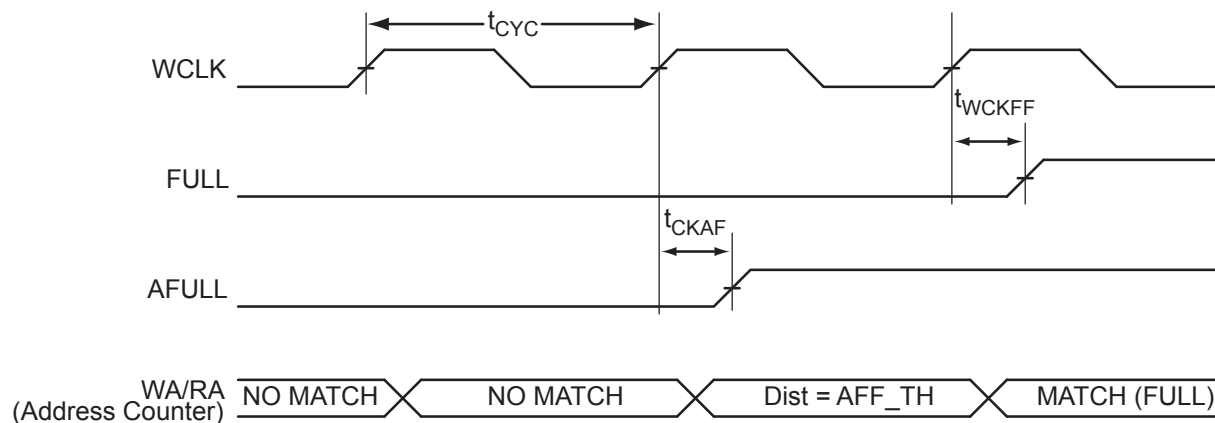 tCYC
WCLK
tWCKFF
FULL
tCKAF
AFULL
WA/RA
(Address Counter)
NO MATCH
NO MATCH
Dist = AFF_TH
MATCH (FULL)